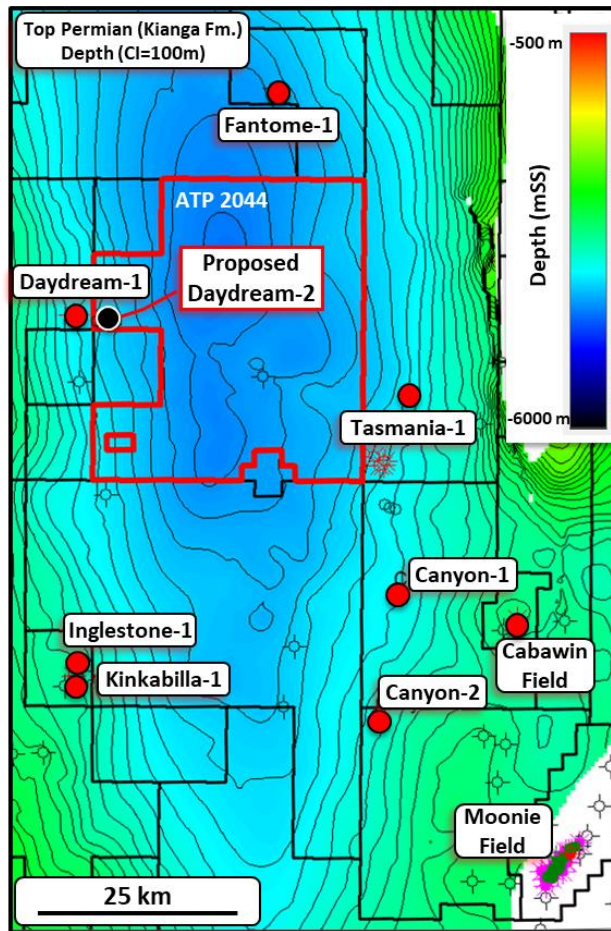 Top Permian (Kianga Fm.)
Depth (CI=100m)
-500 m
Depth (mSS)
-6000 m
Fantome-1
ATP 2044
Daydream-1
Proposed
Daydream-2
Tasmania-1
Canyon-1
Inglestone-1
Cabawin
Field
Kinkabilla-1
Canyon-2
Moonie
Field
25 km